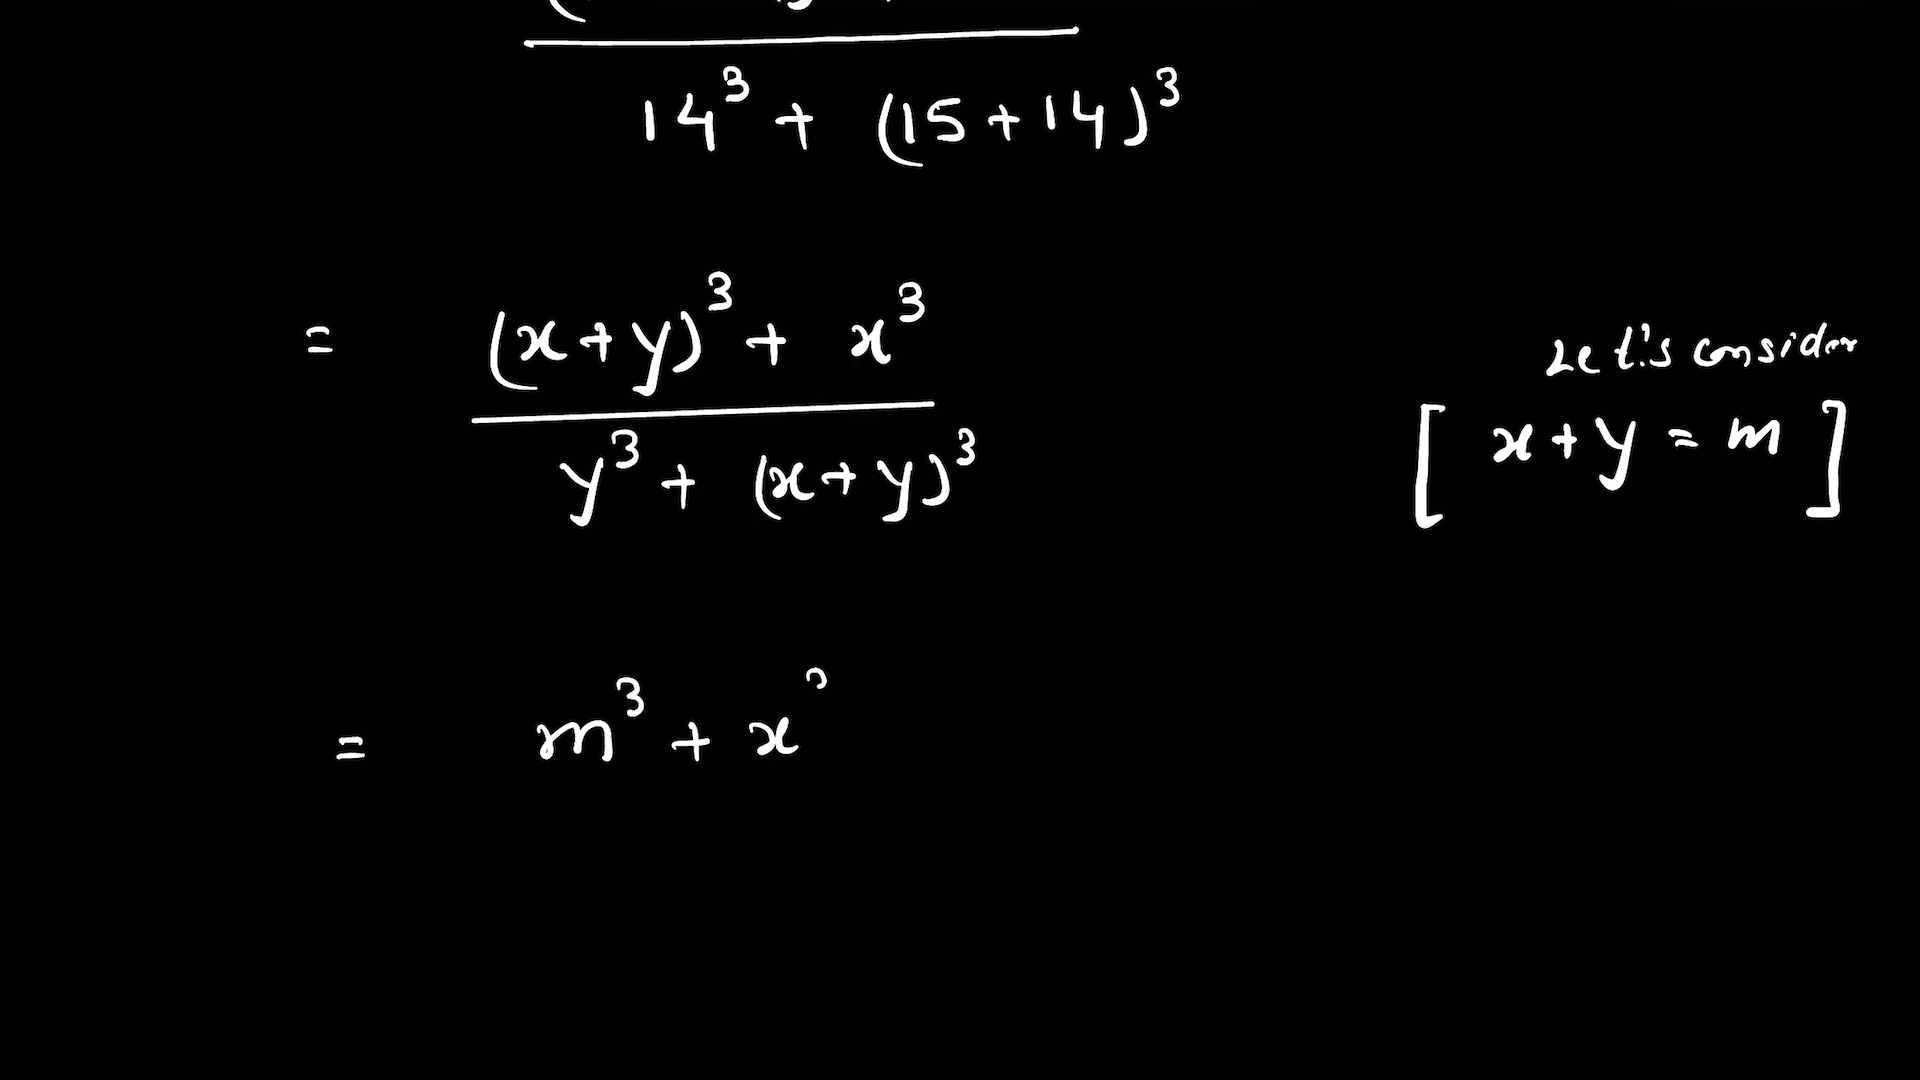 14³ + (15+14)³
= (x+y)³ + x³
y³ + (x+y)³
Let's consider
[ x+y = m ]
= m³ + x